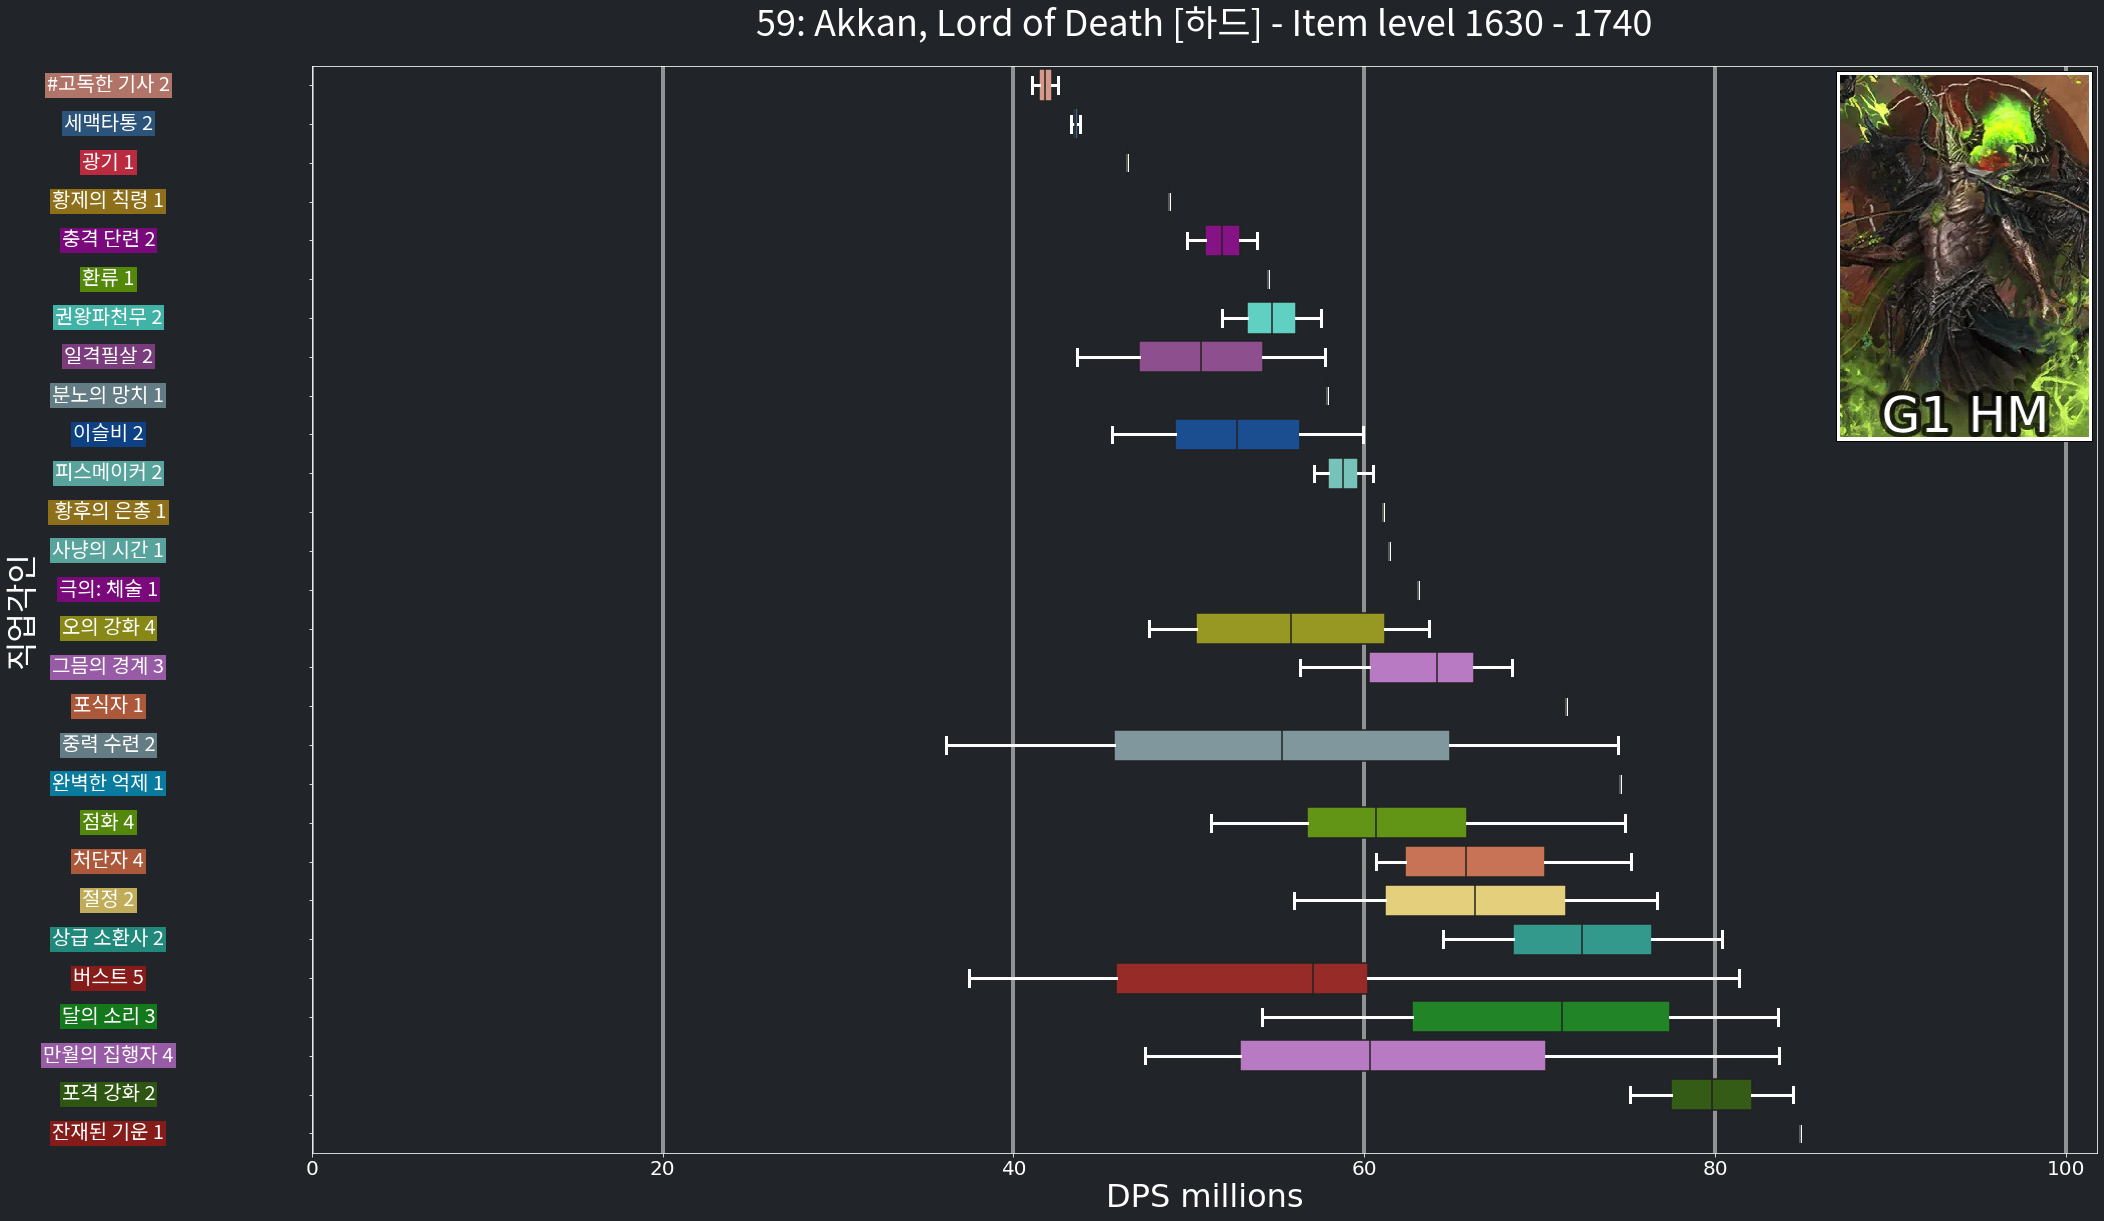 59: Akkan, Lord of Death [하드] - Item level 1630 - 1740
#고독한 기사 2
세맥타통 2
광기 1
황제의 칙령 1
충격 단련 2
환류 1
권왕파천무 2
일격필살 2
분노의 망치 1
이슬비 2
피스메이커 2
황후의 은총 1
사냥의 시간 1
극의: 체술 1
오의 강화 4
그믐의 경계 3
포식자 1
중력 수련 2
완벽한 억제 1
점화 4
처단자 4
절정 2
상급 소환사 2
버스트 5
달의 소리 3
만월의 집행자 4
포격 강화 2
잔재된 기운 1
직업각인
G1 HM
0 20 40 60 80 100
DPS millions